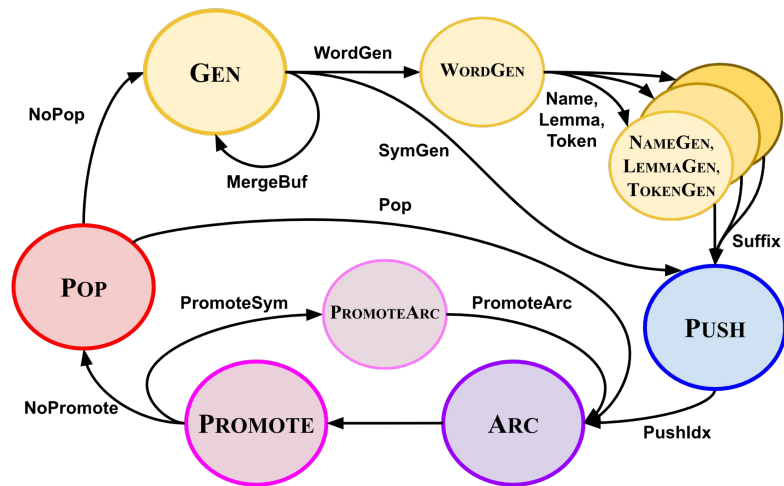 GEN
WordGen
WORDGEN
Name,
Lemma,
Token
NAMEGEN,
LEMMAGEN,
TOKENGEN
NoPop
MergeBuf
SymGen
Suffix
Pop
POP
PromoteSym
PROMOTEARC
PromoteArc
PUSH
NoPromote
PROMOTE
ARC
PushIdx